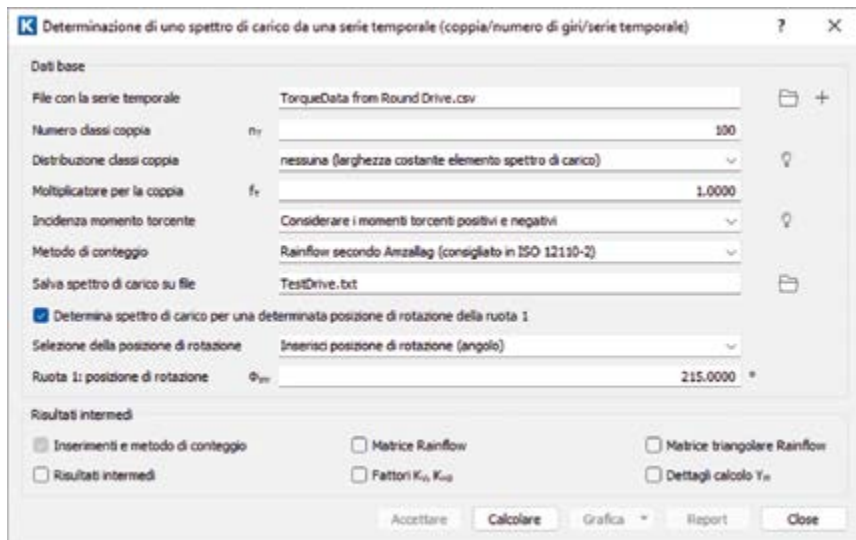 K Determinazione di uno spettro di carico da una serie temporale (coppia/numero di giri/serie temporale) ? ×
Dati base
File con la serie temporale TorqueData from Round Drive.csv
Numero classi coppia nT 100
Distribuzione classi coppia nessuna (larghezza costante elemento spettro di carico)
Moltiplicatore per la coppia fT 1.0000
Incidenza momento torcente Considerare i momenti torcenti positivi e negativi
Metodo di conteggio Rainflow secondo Amzallag (consigliato in ISO 12110-2)
Salva spettro di carico su file TestDrive.txt
Determina spettro di carico per una determinata posizione di rotazione della ruota 1
Selezione della posizione di rotazione Inserisci posizione di rotazione (angolo)
Ruota 1: posizione di rotazione 215.0000 °
Risultati intermedi
Inserimenti e metodo di conteggio Matrice Rainflow Matrice triangolare Rainflow
Risultati intermedi Fattori Dettagli calcolo
Accettare Calcolare Grafica Report Close